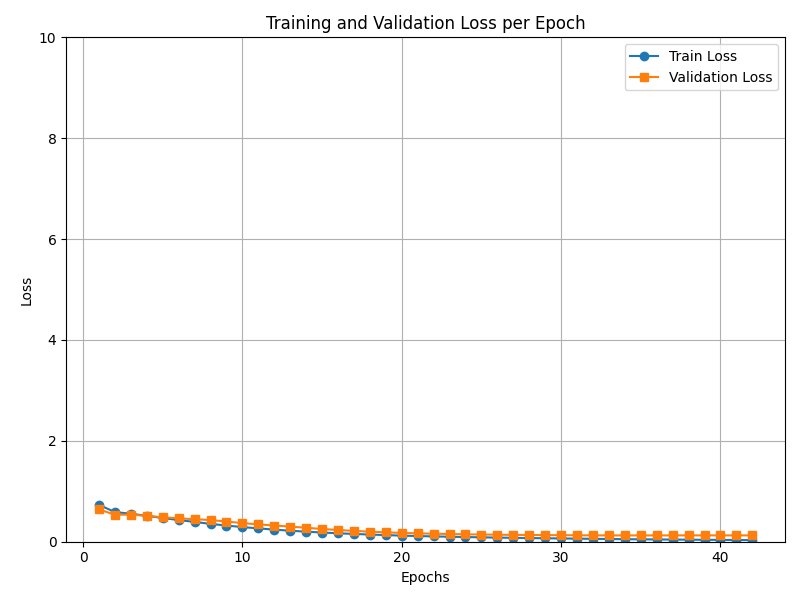 Training and Validation Loss per Epoch
Train Loss
Validation Loss
10
8
6
4
2
0
Loss
0 10 20 30 40
Epochs